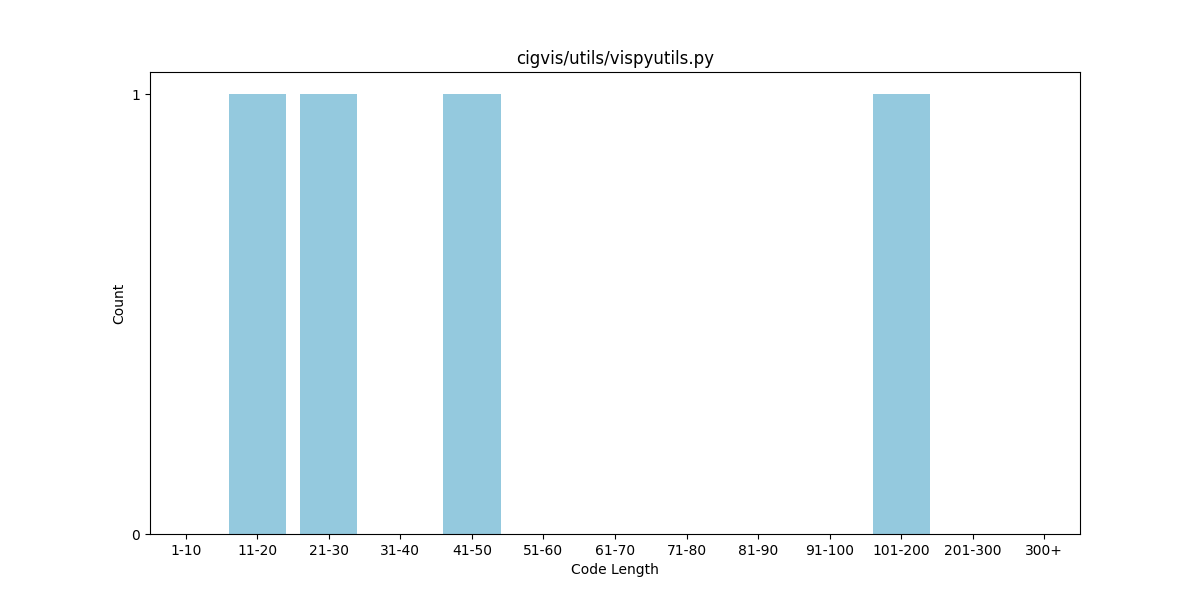 cigvis/utils/vispyutils.py
1
Count
0
1-10 11-20 21-30 31-40 41-50 51-60 61-70 71-80 81-90 91-100 101-200 201-300 300+
Code Length